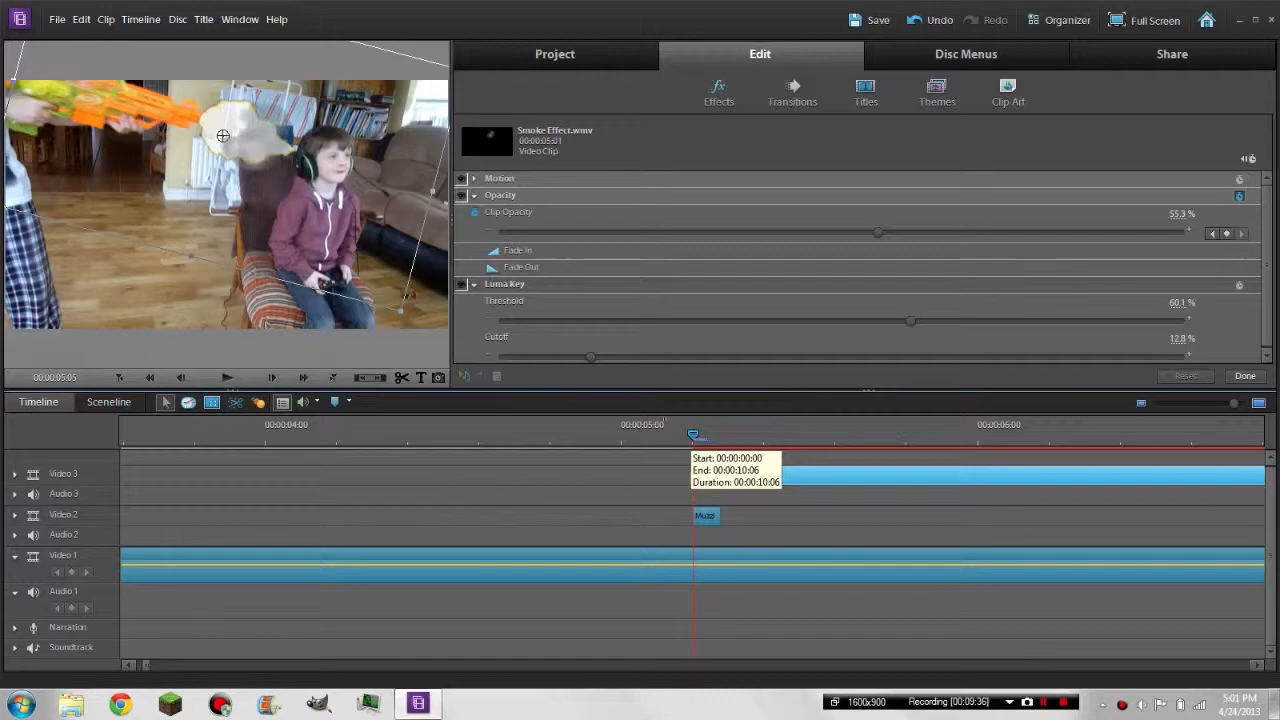 File Edit Clip Timeline Disc Title Window Help
Save Undo Redo Organizer Full Screen
Project Edit Disc Menus Share
Effects Transitions Titles Themes Clip Art
Smoke Effect.wmv
00:00:05:01
Video Clip
Motion
Opacity
Clip Opacity 55.3 %
Fade In
Fade Out
Luma Key
Threshold 60.1 %
Cutoff 12.8 %
00:00:05:05
Reset Done
Timeline Sceneline
00:00:04:00 00:00:05:00 00:00:06:00
Start: 00:00:00:00
End: 00:00:10:06
Duration: 00:00:10:06
Video 3
Audio 3
Video 2 Muzzl
Audio 2
Video 1
Audio 1
Narration
Soundtrack
1600x900 Recording [00:09:36]
5:01 PM
4/24/2013